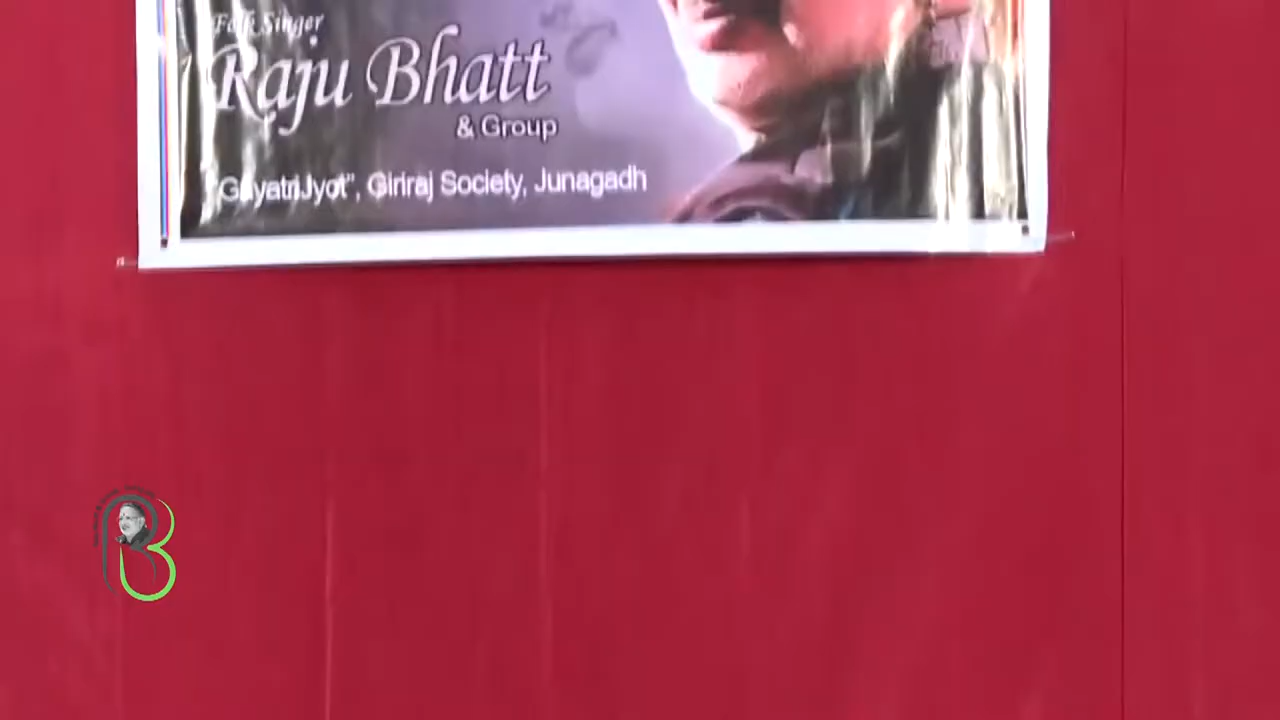 Folk Singer
Raju Bhatt
& Group
"GayatriJyot", Giriraj Society, Junagadh